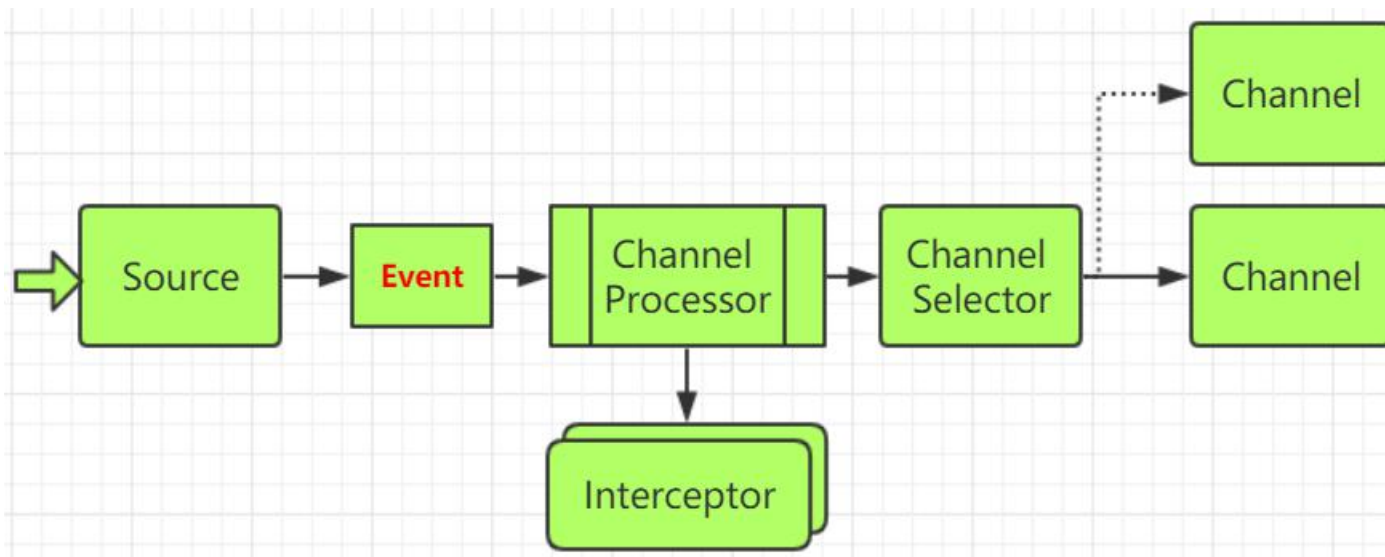 Channel
Source
Event
Channel
Processor
Channel
Selector
Channel
Interceptor